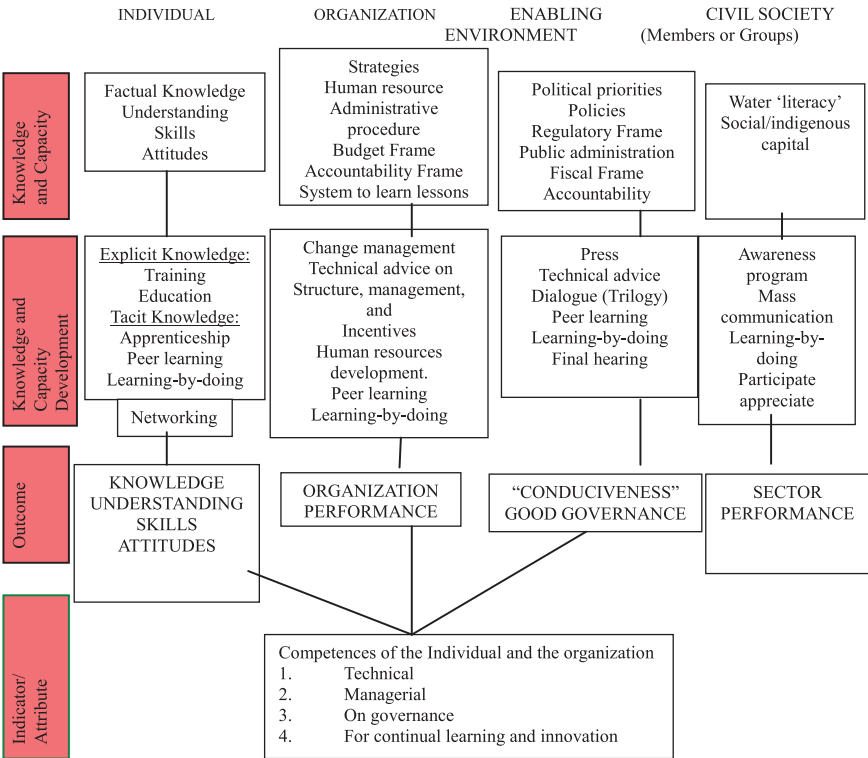 INDIVIDUAL
ORGANIZATION
ENABLING
ENVIRONMENT
CIVIL SOCIETY
(Members or Groups)
Knowledge
and Capacity
Factual Knowledge
Understanding
Skills
Attitudes
Strategies
Human resource
Administrative
procedure
Budget Frame
Accountability Frame
System to learn lessons
Political priorities
Policies
Regulatory Frame
Public administration
Fiscal Frame
Accountability
Water ‘literacy’
Social/indigenous
capital
Knowledge and
Capacity
Development
Explicit Knowledge:
Training
Education
Tacit Knowledge:
Apprenticeship
Peer learning
Learning-by-doing
Networking
Change management
Technical advice on
Structure, management,
and
Incentives
Human resources
development.
Peer learning
Learning-by-doing
Press
Technical advice
Dialogue (Trilogy)
Peer learning
Learning-by-doing
Final hearing
Awareness
program
Mass
communication
Learning-by-
doing
Participate
appreciate
Outcome
KNOWLEDGE
UNDERSTANDING
SKILLS
ATTITUDES
ORGANIZATION
PERFORMANCE
“CONDUCIVENESS”
GOOD GOVERNANCE
SECTOR
PERFORMANCE
Indicator/
Attribute
Competences of the Individual and the organization
1. Technical
2. Managerial
3. On governance
4. For continual learning and innovation